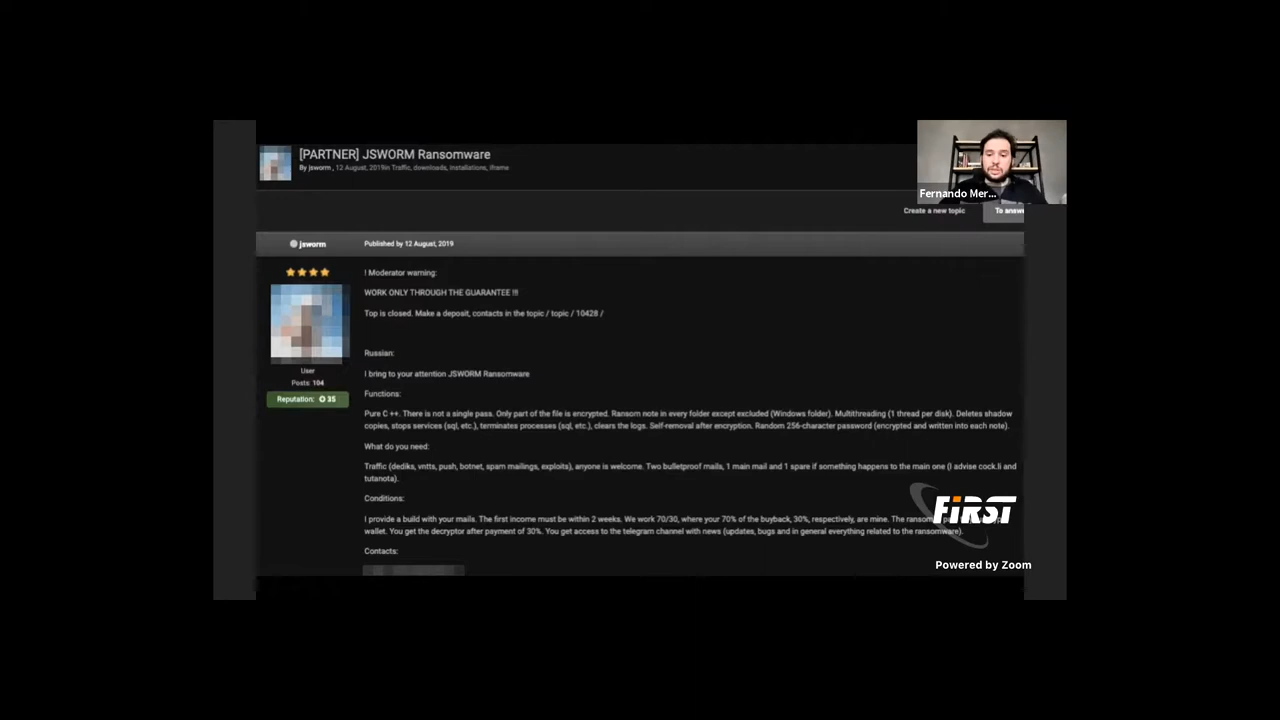 [PARTNER] JSWORM Ransomware
By jsworm , 12 August, 2019in Traffic, downloads, installations, iframe
Fernando Mer...
Create a new topic
To answe
jsworm
Published by 12 August, 2019
! Moderator warning:
WORK ONLY THROUGH THE GUARANTEE !!!
Top is closed. Make a deposit, contacts in the topic / topic / 10428 /
User
Posts: 104
Reputation: 35
Russian:
I bring to your attention JSWORM Ransomware
Functions:
Pure C ++. There is not a single pass. Only part of the file is encrypted. Ransom note in every folder except excluded (Windows folder). Multithreading (1 thread per disk). Deletes shadow
copies, stops services (sql, etc.), terminates processes (sql, etc.), clears the logs. Self-removal after encryption. Random 256-character password (encrypted and written into each note).
What do you need:
Traffic (dediks, vntts, push, botnet, spam mailings, exploits), anyone is welcome. Two bulletproof mails, 1 main mail and 1 spare if something happens to the main one (I advise cock.li and
tutanota).
Conditions:
I provide a build with your mails. The first income must be within 2 weeks. We work 70/30, where your 70% of the buyback, 30%, respectively, are mine. The ransom
wallet. You get the decryptor after payment of 30%. You get access to the telegram channel with news (updates, bugs and in general everything related to the ransomware).
Contacts:
FIRST
Powered by Zoom